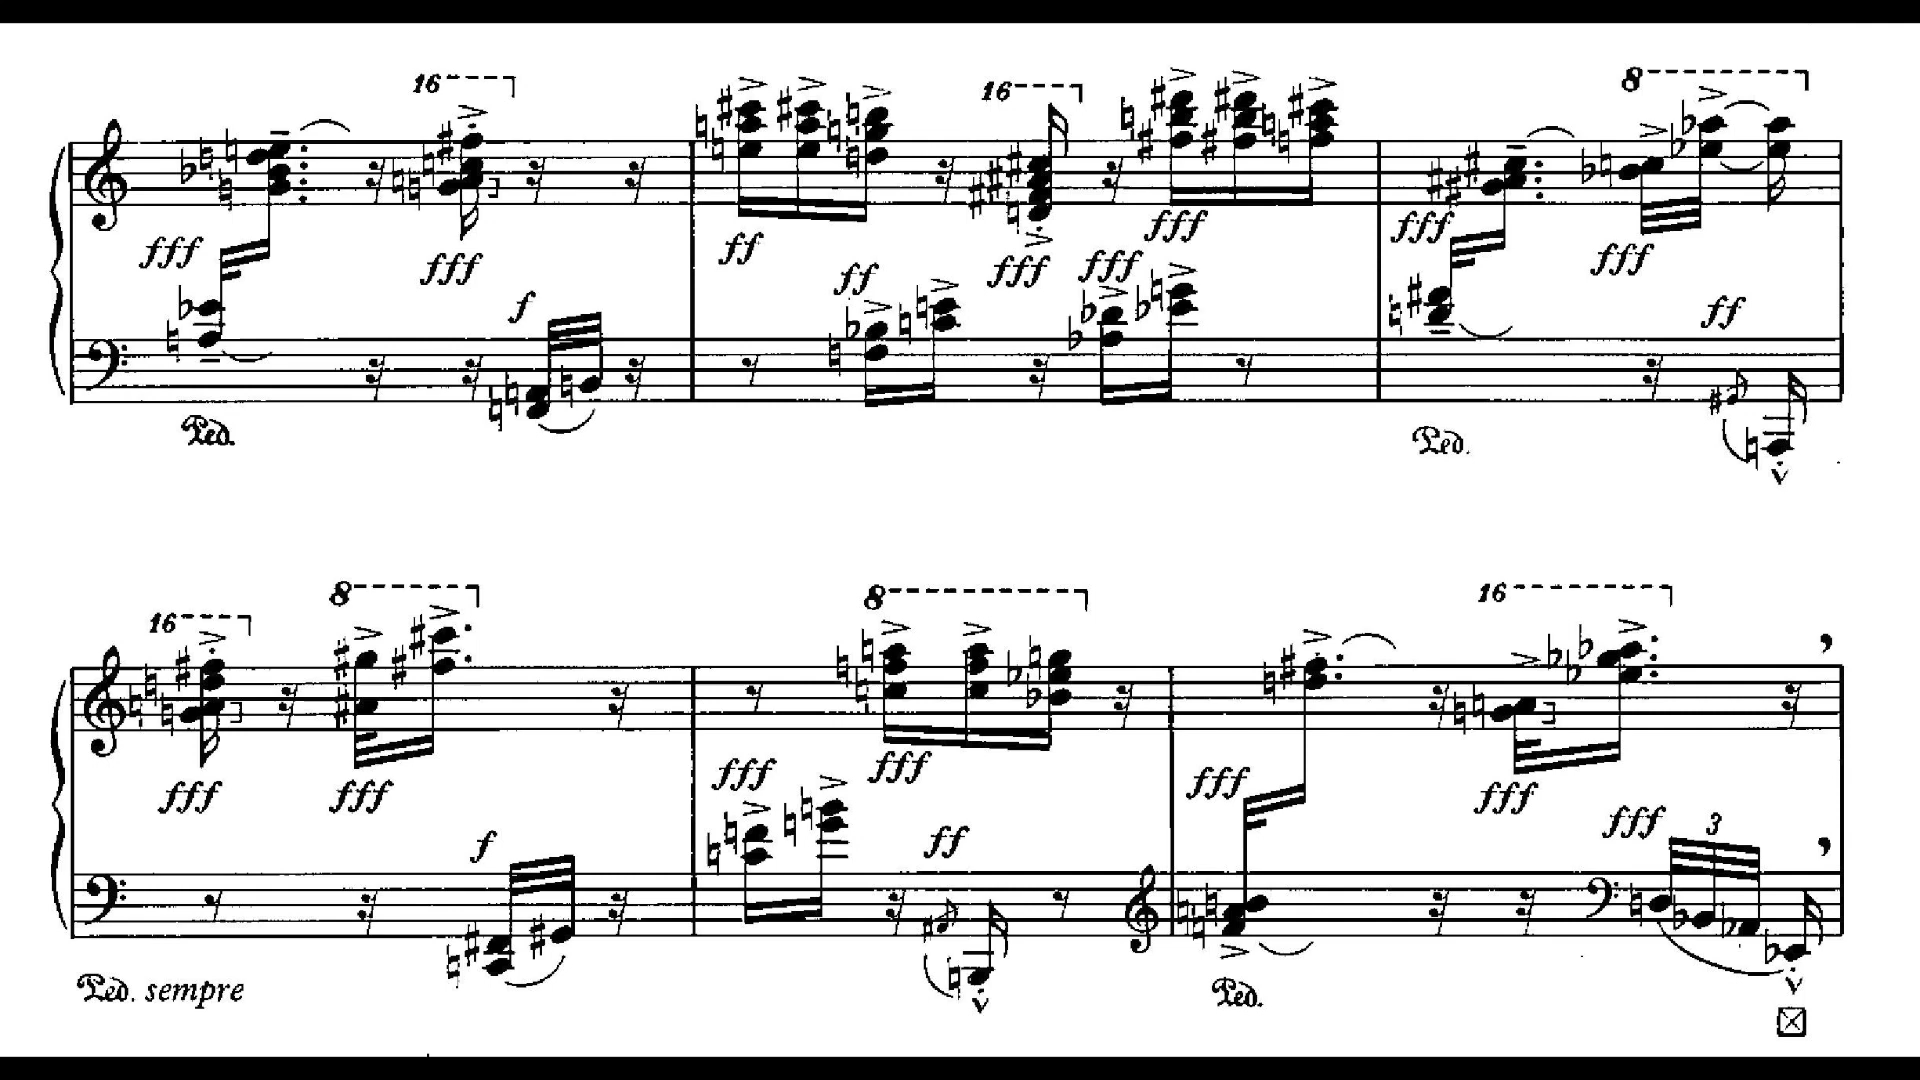 16 16 8
fff fff ff fff fff fff fff
f ff fff ff
Ped. Ped.
16 8 8 16
fff fff fff fff fff fff
f ff fff 3
Ped. sempre Ped.